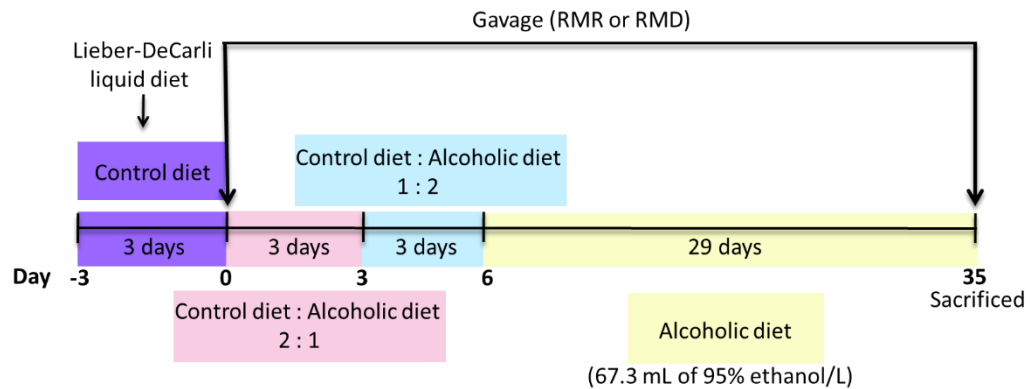 Gavage (RMR or RMD)
Lieber-DeCarli
liquid diet
Control diet
Control diet : Alcoholic diet
1 : 2
3 days
3 days
3 days
29 days
Day -3 0 3 6 35
Sacrificed
Control diet : Alcoholic diet
2 : 1
Alcoholic diet
(67.3 mL of 95% ethanol/L)